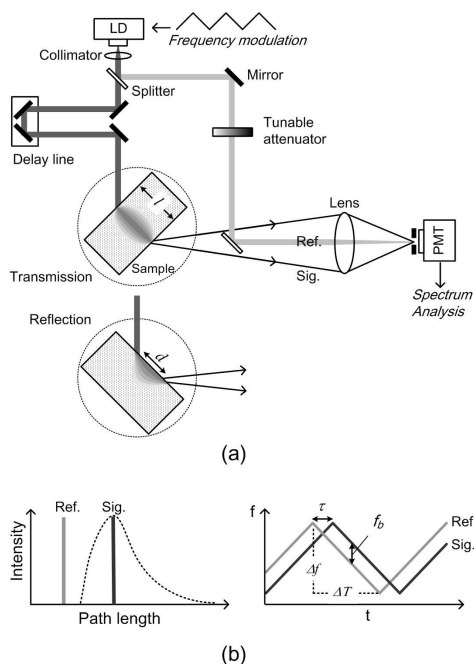 LD
Frequency modulation
Collimator
Splitter
Mirror
Delay line
Tunable
attenuator
l
Lens
Ref.
PMT
Sample
Sig.
Transmission
Spectrum
Analysis
Reflection
d
(a)
Ref. Sig.
Intensity
Path length
f
τ
f_b
Ref.
Sig.
Δf
ΔT
t
(b)